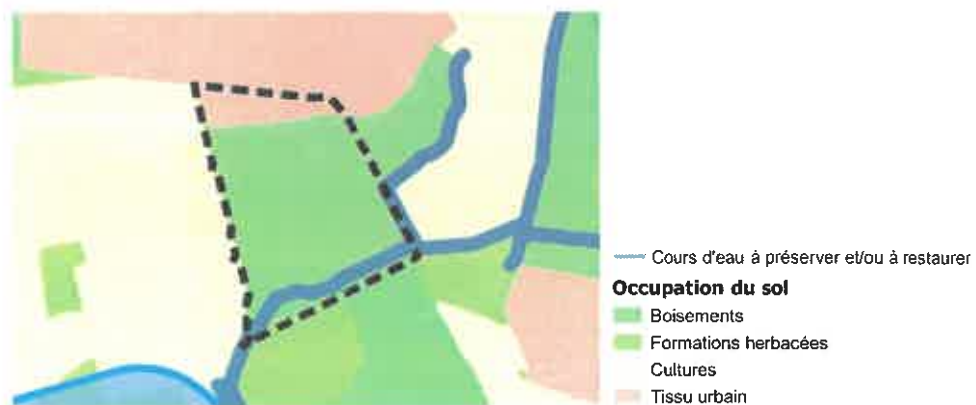 Cours d'eau à préserver et/ou à restaurer
Occupation du sol
Boisements
Formations herbacées
Cultures
Tissu urbain